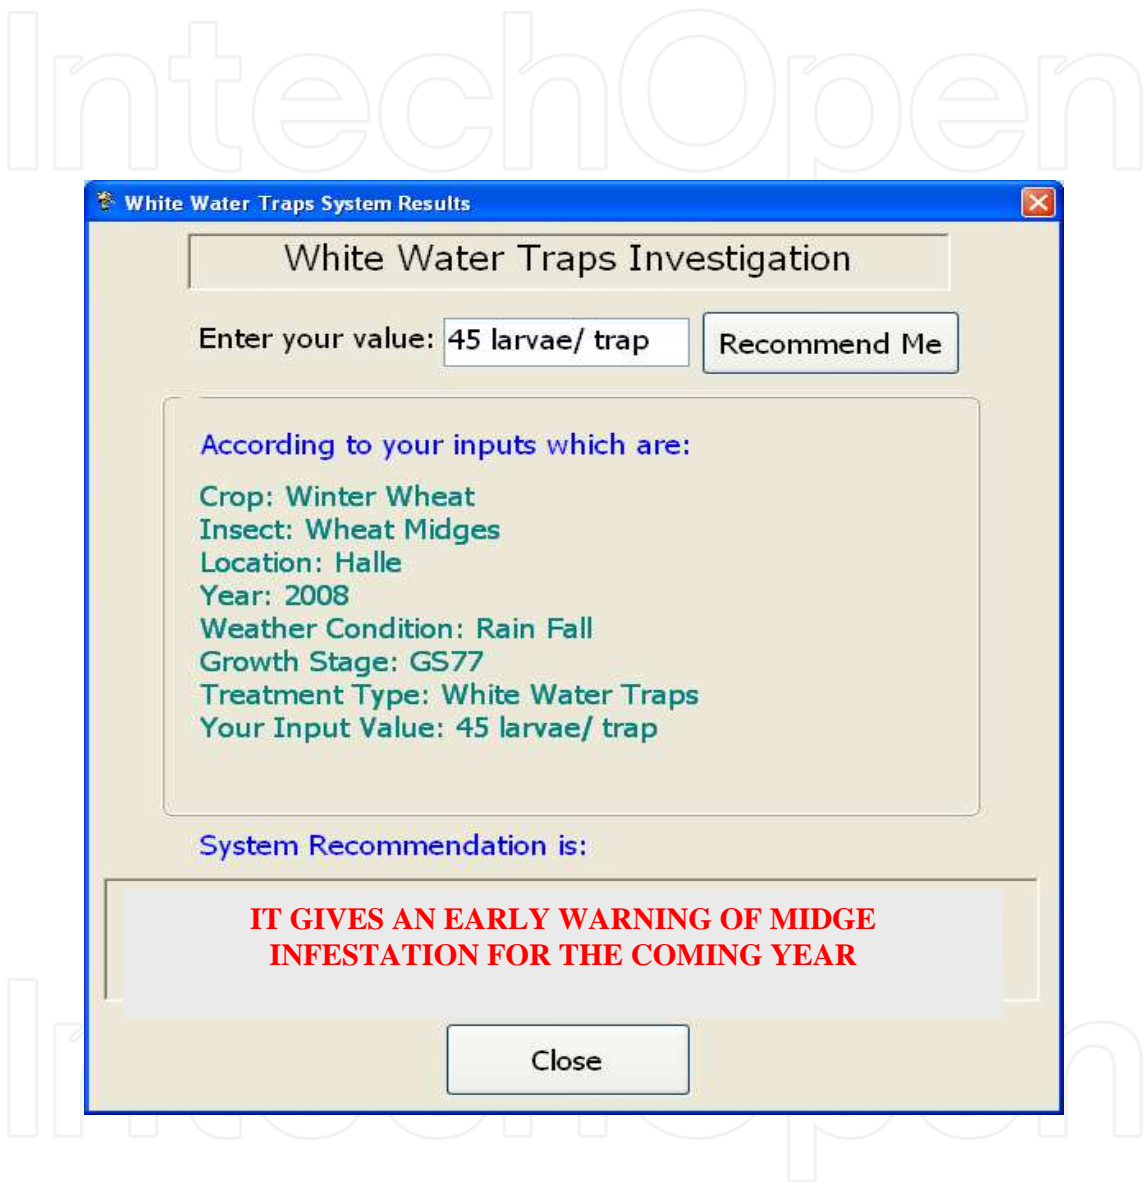 IntechOpen
White Water Traps System Results
White Water Traps Investigation
Enter your value: 45 larvae/ trap Recommend Me
According to your inputs which are:
Crop: Winter Wheat
Insect: Wheat Midges
Location: Halle
Year: 2008
Weather Condition: Rain Fall
Growth Stage: GS77
Treatment Type: White Water Traps
Your Input Value: 45 larvae/ trap
System Recommendation is:
IT GIVES AN EARLY WARNING OF MIDGE
INFESTATION FOR THE COMING YEAR
Close
IntechOpen